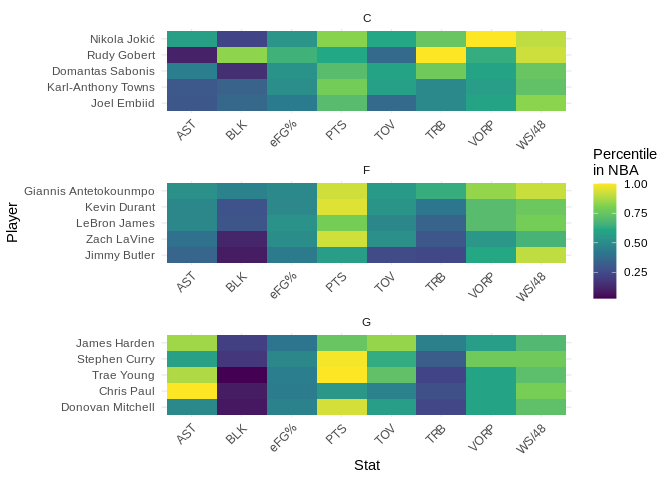 C
Nikola Jokić
Rudy Gobert
Domantas Sabonis
Karl-Anthony Towns
Joel Embiid
AST BLK eFG% PTS TOV TRB VORP WS/48
F
Giannis Antetokounmpo
Kevin Durant
LeBron James
Zach LaVine
Jimmy Butler
AST BLK eFG% PTS TOV TRB VORP WS/48
G
James Harden
Stephen Curry
Trae Young
Chris Paul
Donovan Mitchell
AST BLK eFG% PTS TOV TRB VORP WS/48
Stat
Player
Percentile
in NBA
1.00
0.75
0.50
0.25